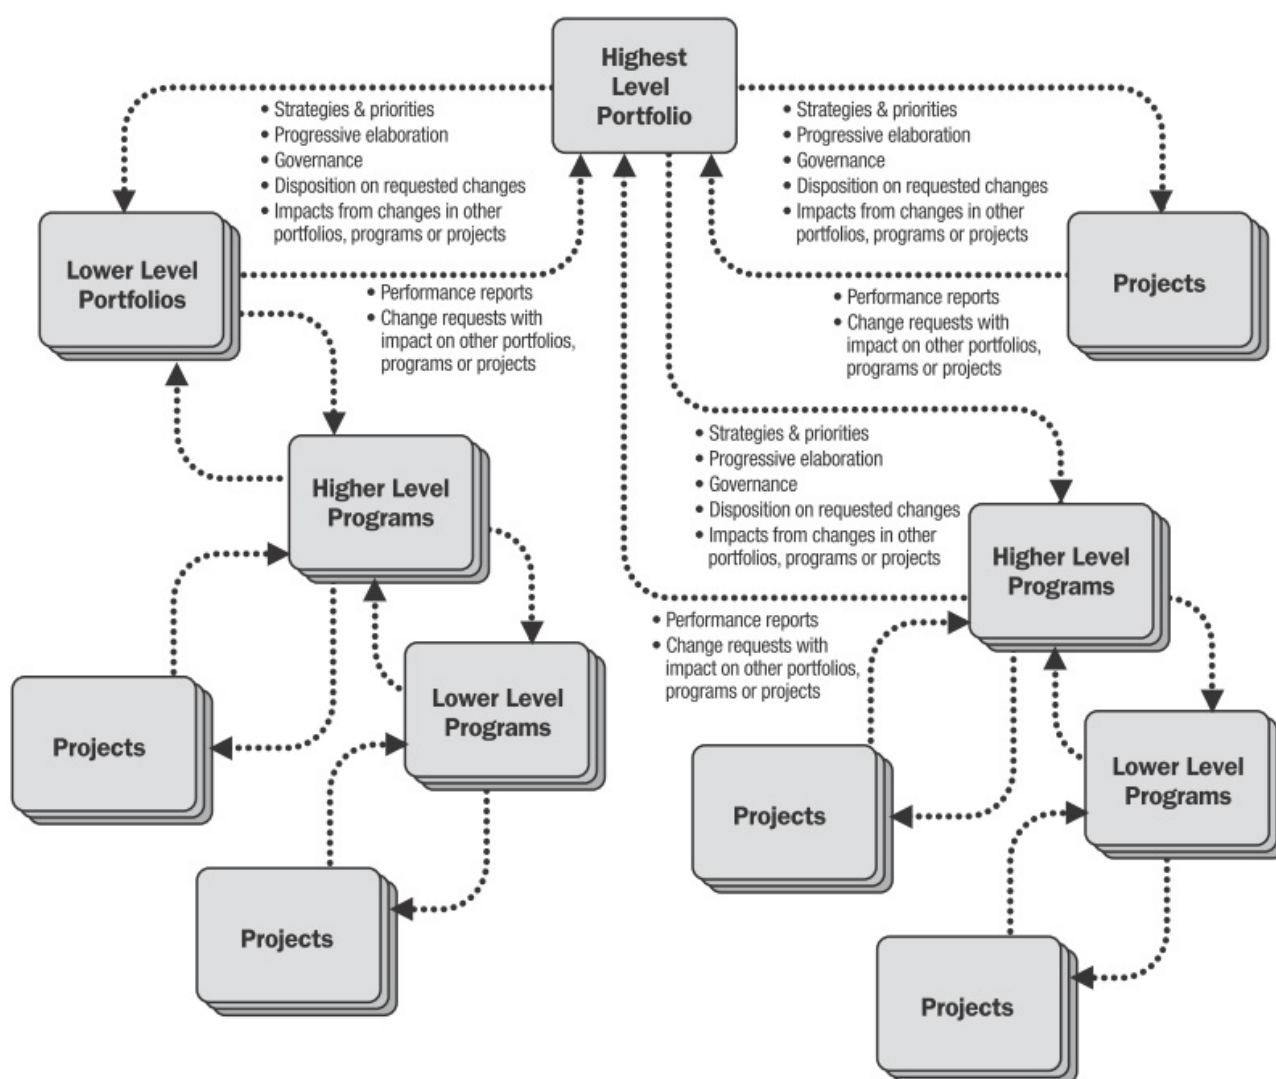 Highest
Level
Portfolio
• Strategies & priorities
• Progressive elaboration
• Governance
• Disposition on requested changes
• Impacts from changes in other
portfolios, programs or projects
• Strategies & priorities
• Progressive elaboration
• Governance
• Disposition on requested changes
• Impacts from changes in other
portfolios, programs or projects
Lower Level
Portfolios
Projects
• Performance reports
• Change requests with
impact on other portfolios,
programs or projects
• Performance reports
• Change requests with
impact on other portfolios,
programs or projects
• Strategies & priorities
• Progressive elaboration
• Governance
• Disposition on requested changes
• Impacts from changes in other
portfolios, programs or projects
Higher Level
Programs
Higher Level
Programs
• Performance reports
• Change requests with
impact on other portfolios,
programs or projects
Lower Level
Programs
Projects
Lower Level
Programs
Projects
Projects
Projects